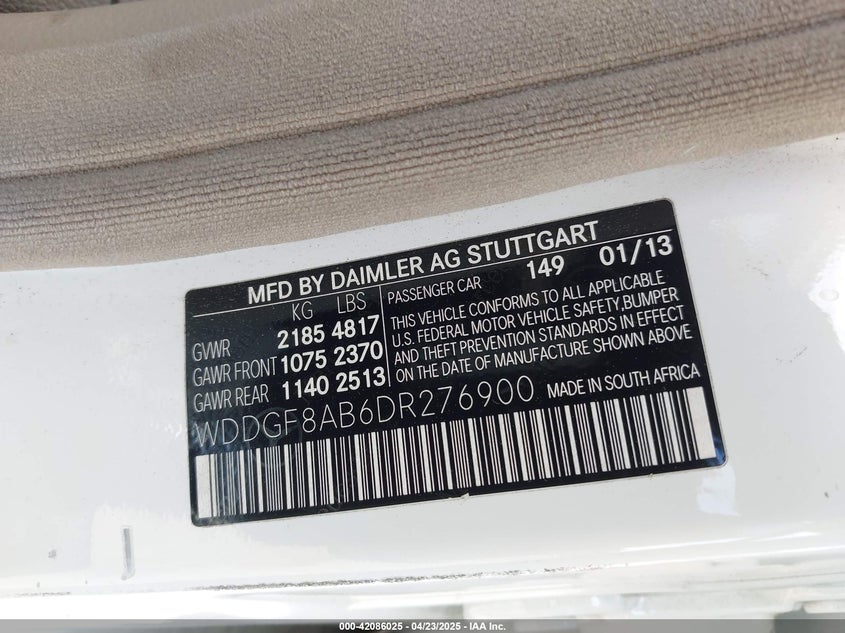 MFD BY DAIMLER AG STUTTGART
KG LBS
GVWR 2185 4817
GAWR FRONT 1075 2370
GAWR REAR 1140 2513
PASSENGER CAR 149 01/13
THIS VEHICLE CONFORMS TO ALL APPLICABLE
U.S. FEDERAL MOTOR VEHICLE SAFETY,BUMPER
AND THEFT PREVENTION STANDARDS IN EFFECT
ON THE DATE OF MANUFACTURE SHOWN ABOVE
WDDGF8AB6DR276900 MADE IN SOUTH AFRICA
000-42086025 - 04/23/2025 - IAA Inc.